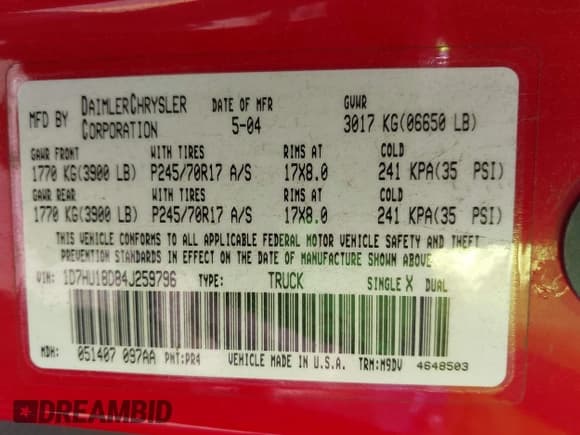 MFD BY DAIMLERCHRYSLER CORPORATION DATE OF MFR 5-04 GVWR 3017 KG(06650 LB)
GAWR FRONT WITH TIRES RIMS AT COLD
1770 KG(3900 LB) P245/70R17 A/S 17X8.0 241 KPA(35 PSI)
GAWR REAR WITH TIRES RIMS AT COLD
1770 KG(3900 LB) P245/70R17 A/S 17X8.0 241 KPA(35 PSI)
THIS VEHICLE CONFORMS TO ALL APPLICABLE FEDERAL MOTOR VEHICLE SAFETY AND THEFT
PREVENTION STANDARDS IN EFFECT ON THE DATE OF MANUFACTURE SHOWN ABOVE.
VIN: 1D7HU18D84J259796 TYPE: TRUCK SINGLE X DUAL
MDH: 051407 097AA PNT:PR4 VEHICLE MADE IN U.S.A. TRM:M9DV 4648503
DREAMBID